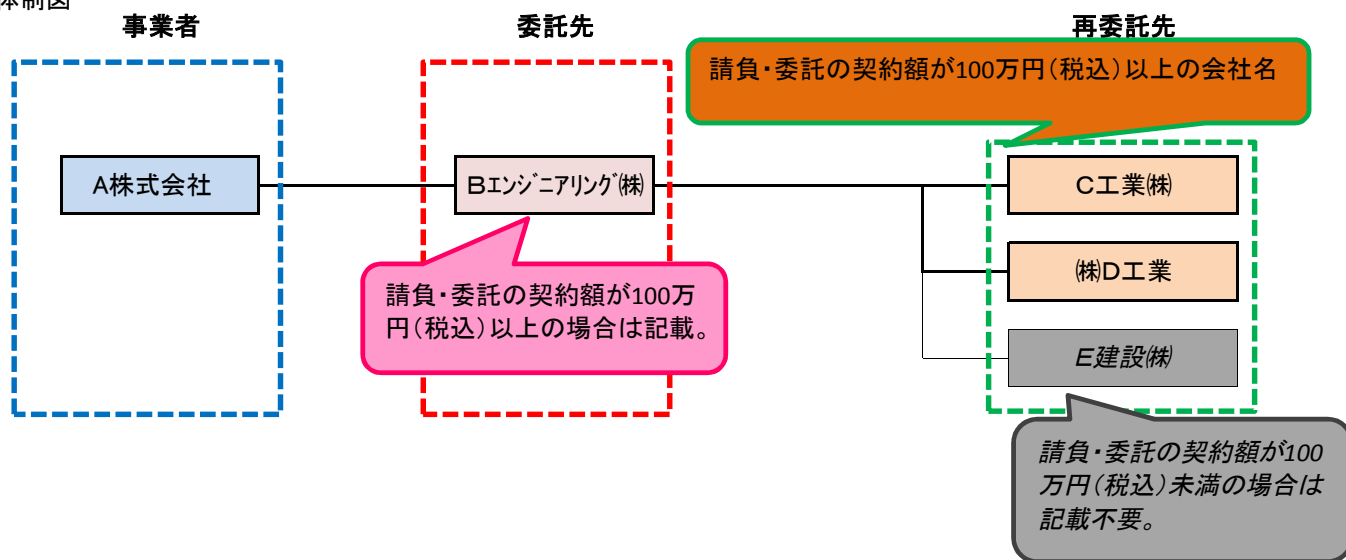 体制図
事業者
委託先
再委託先
請負・委託の契約額が100万円(税込)以上の会社名
A株式会社
Bエンジニアリング㈱
C工業㈱
㈱D工業
E建設㈱
請負・委託の契約額が100万
円(税込)以上の場合は記載。
請負・委託の契約額が100
万円(税込)未満の場合は
記載不要。